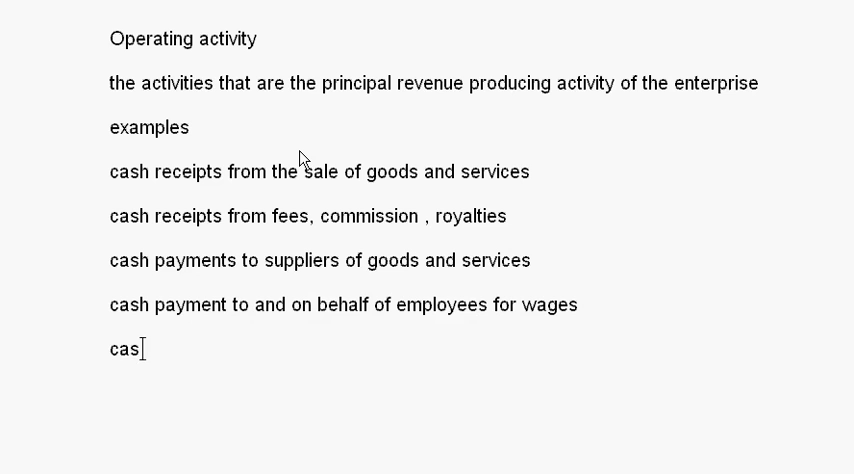 Operating activity
the activities that are the principal revenue producing activity of the enterprise
examples
cash receipts from the sale of goods and services
cash receipts from fees, commission , royalties
cash payments to suppliers of goods and services
cash payment to and on behalf of employees for wages
cas